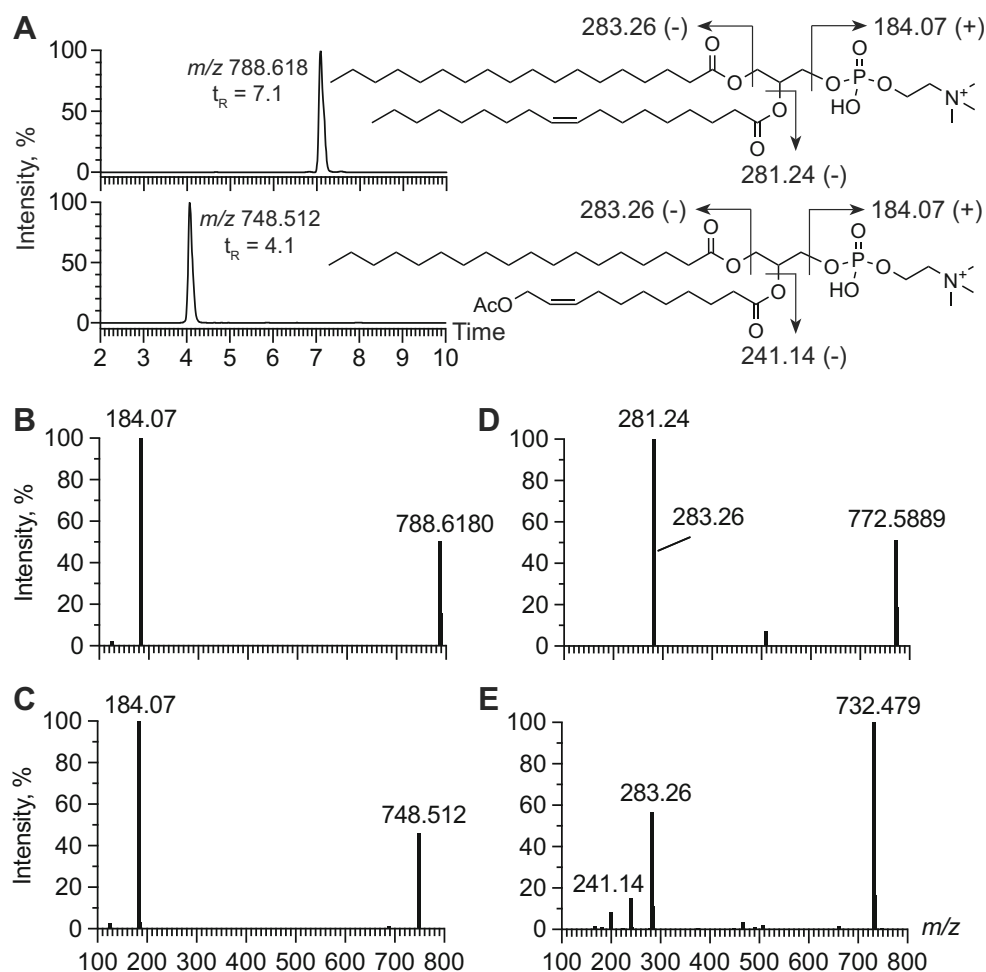 A
283.26 (-)
184.07 (+)
100
50
0
m/z 788.618
tR = 7.1
O
O
O
O
O
P
O
HO
N+
281.24 (-)
Intensity, %
100
50
0
m/z 748.512
tR = 4.1
283.26 (-)
184.07 (+)
O
O
O
O
O
P
O
HO
N+
AcO
O
241.14 (-)
2 3 4 5 6 7 8 9 10
Time
B
184.07
788.6180
100
80
60
40
20
0
Intensity, %
D
281.24
283.26
772.5889
100
80
60
40
20
0
C
184.07
748.512
100
80
60
40
20
0
Intensity, %
100 200 300 400 500 600 700 800
E
732.479
283.26
241.14
100
80
60
40
20
0
100 200 300 400 500 600 700 800
m/z